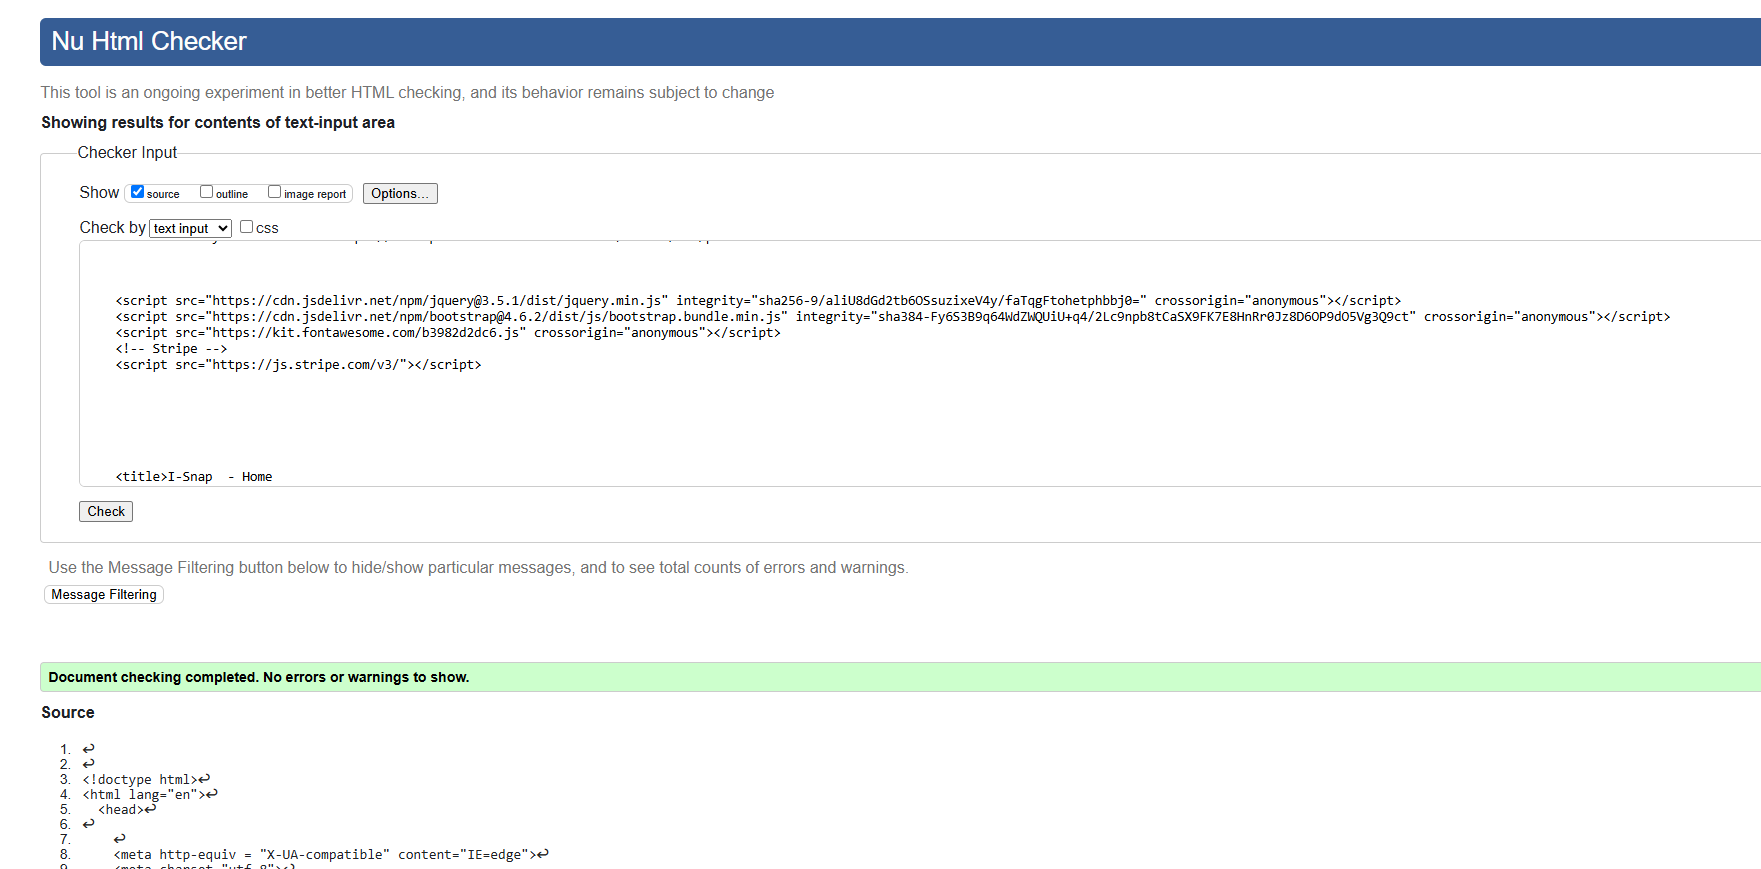 Nu Html Checker
This tool is an ongoing experiment in better HTML checking, and its behavior remains subject to change
Showing results for contents of text-input area
Checker Input
Show source outline image report Options...
Check by text input css
<script src="https://cdn.jsdelivr.net/npm/jquery@3.5.1/dist/jquery.min.js" integrity="sha256-9/aliU8dGd2tb6OSsuzixeV4y/faTqgFtohetphbbj0=" crossorigin="anonymous"></script>
<script src="https://cdn.jsdelivr.net/npm/bootstrap@4.6.2/dist/js/bootstrap.bundle.min.js" integrity="sha384-Fy6S3B9q64WdZWQUiU+q4/2Lc9npb8tCaSX9FK7E8HnRr0Jz8D6OP9dO5Vg3Q9ct" crossorigin="anonymous"></script>
<script src="https://kit.fontawesome.com/b3982d2dc6.js" crossorigin="anonymous"></script>
<!-- Stripe -->
<script src="https://js.stripe.com/v3/"></script>
<title>I-Snap  - Home
Check
Use the Message Filtering button below to hide/show particular messages, and to see total counts of errors and warnings.
Message Filtering
Document checking completed. No errors or warnings to show.
Source
1. ↩
2. ↩
3. <!doctype html>↩
4. <html lang="en">↩
5. <head>↩
6. ↩
7. ↩
8. <meta http-equiv = "X-UA-compatible" content="IE=edge">↩